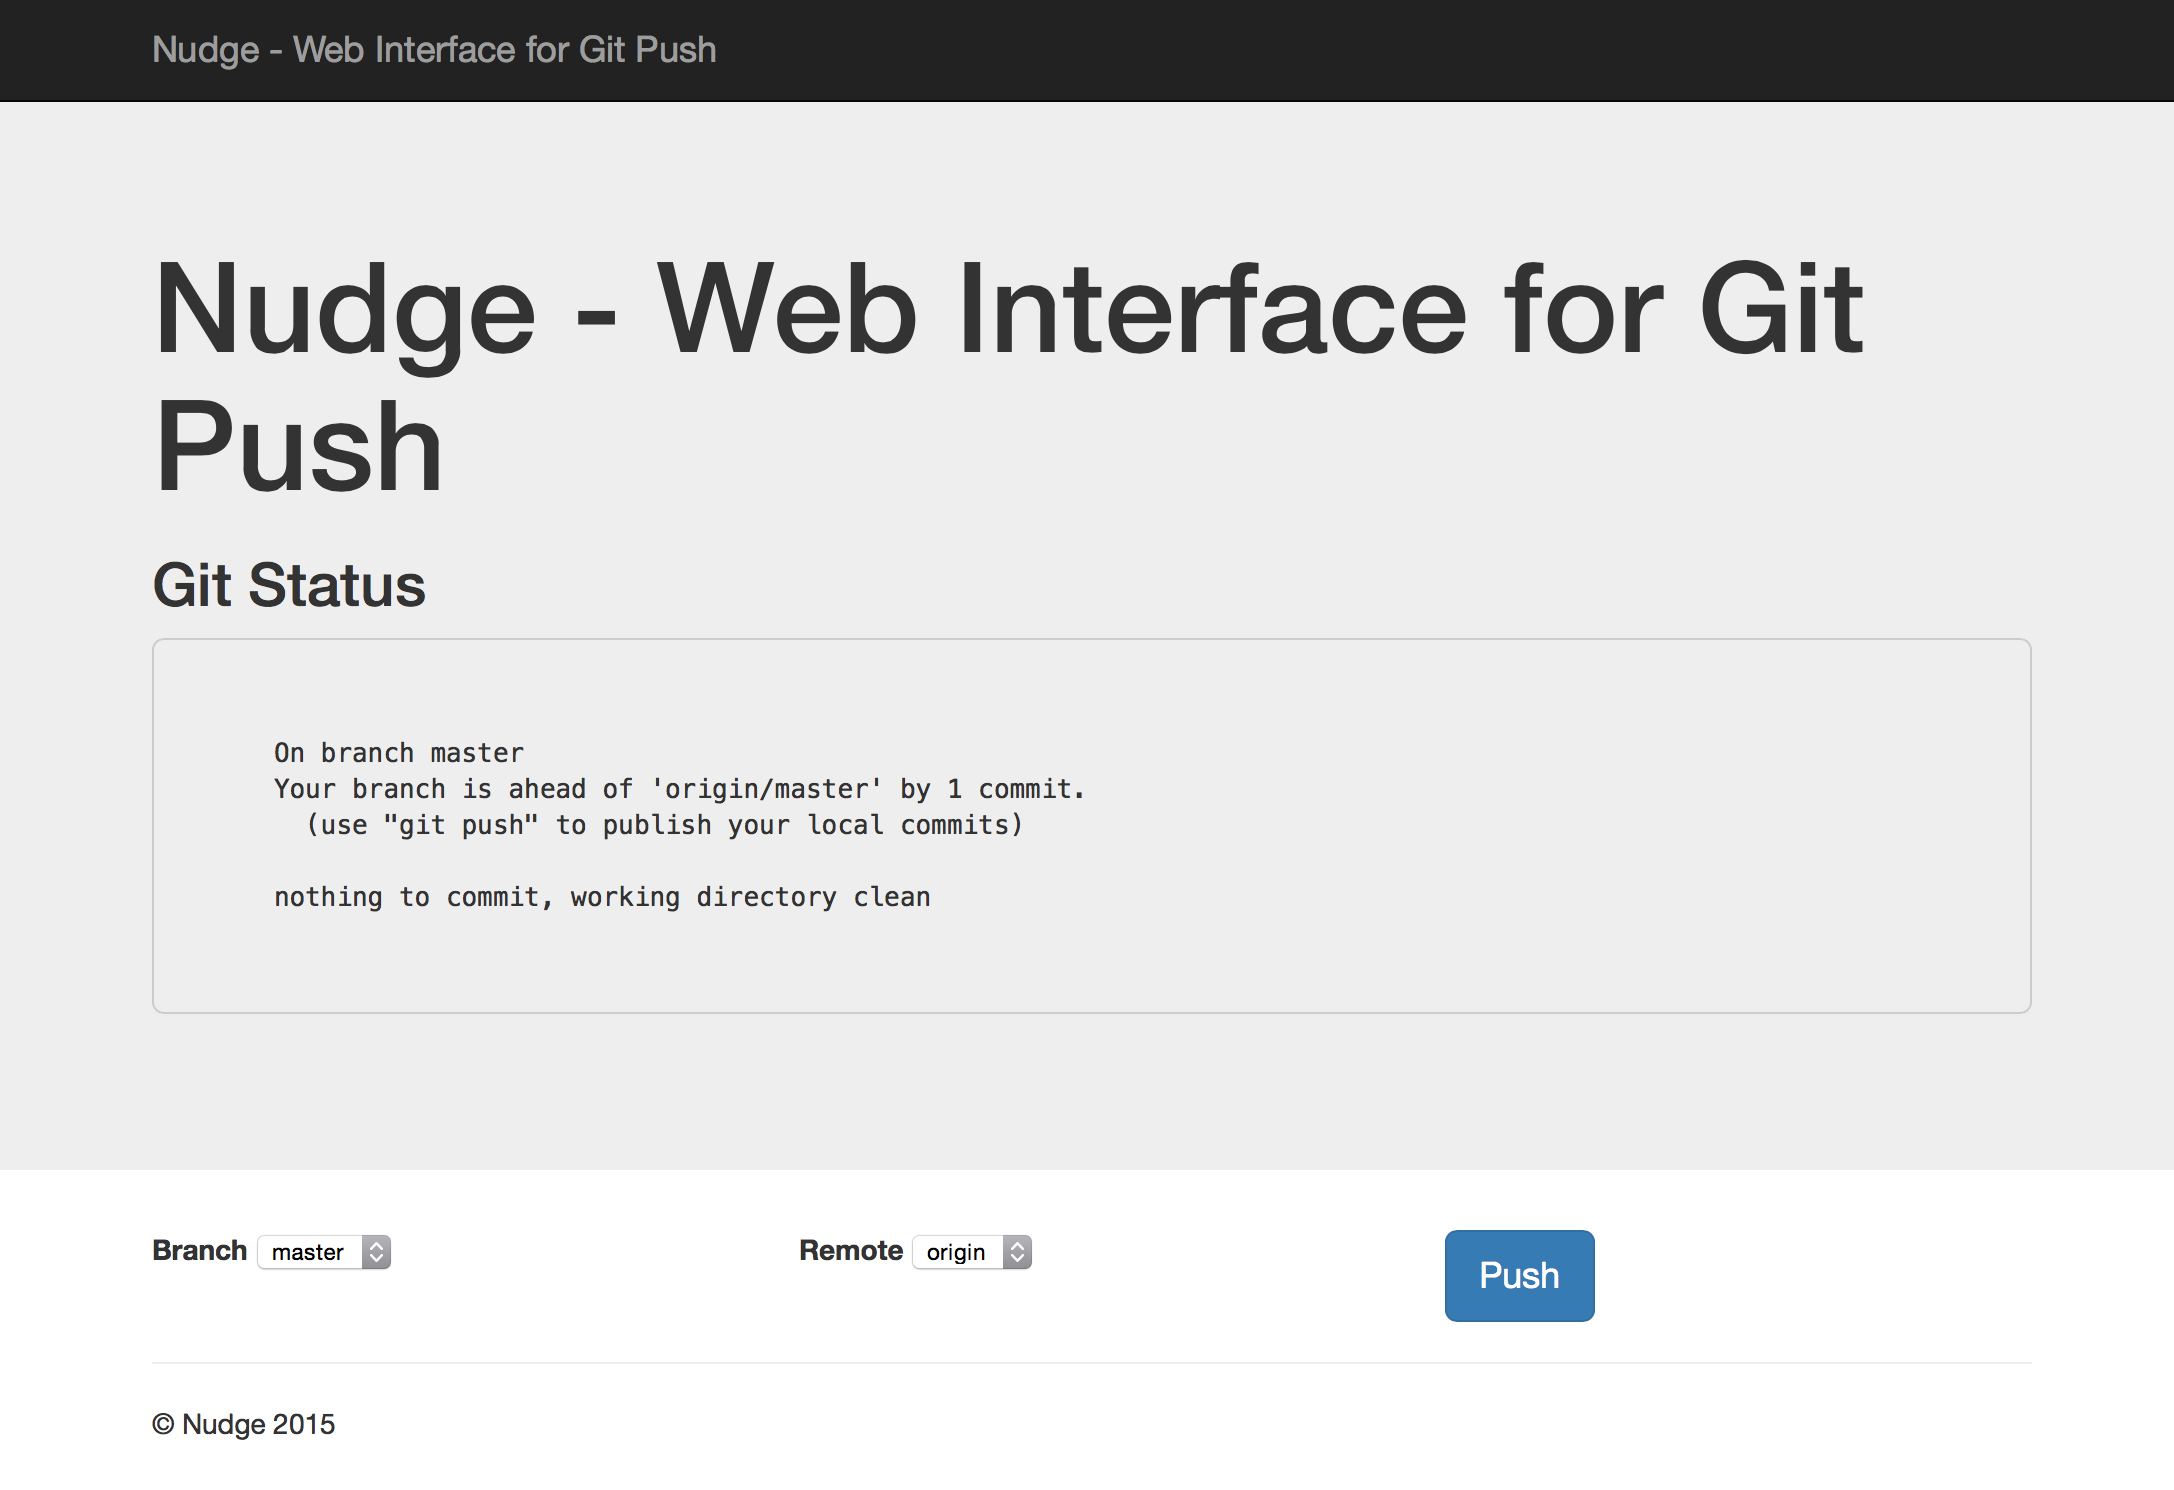 Nudge - Web Interface for Git Push
Nudge - Web Interface for Git
Push
Git Status
On branch master
Your branch is ahead of 'origin/master' by 1 commit.
(use "git push" to publish your local commits)
nothing to commit, working directory clean
Branch master Remote origin Push
© Nudge 2015